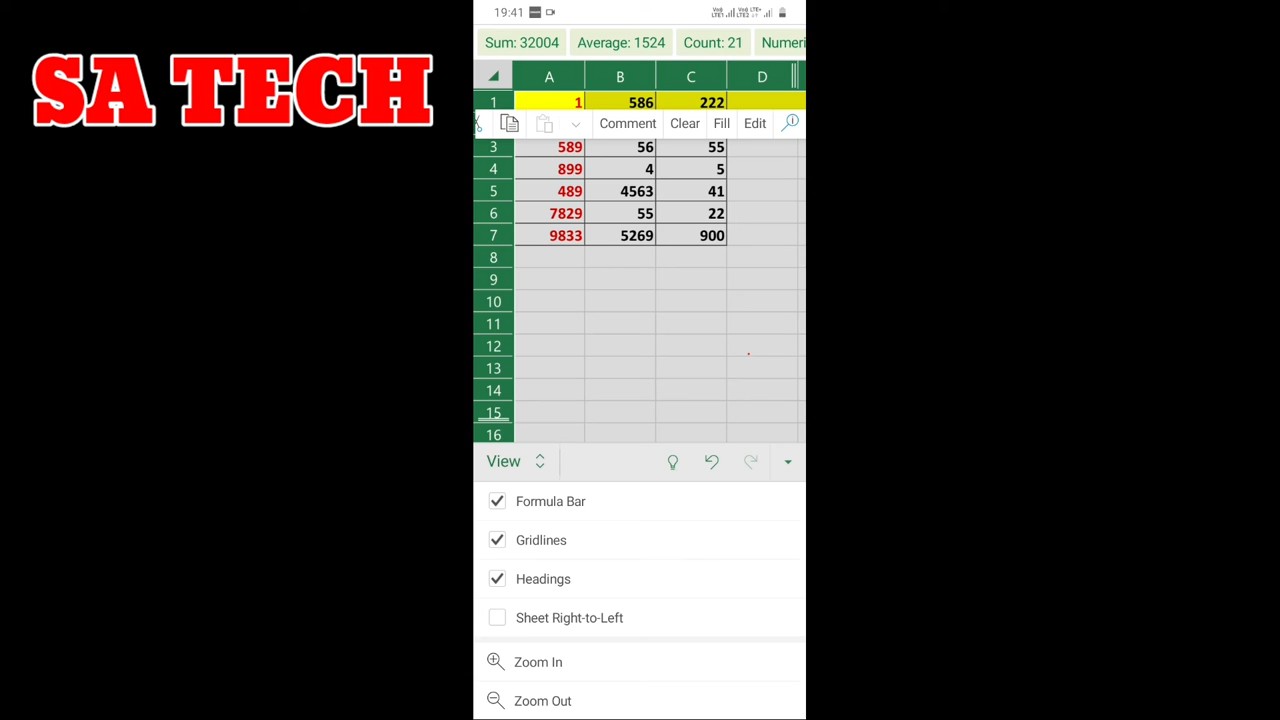 SA TECH
19:41
Sum: 32004 Average: 1524 Count: 21 Numeri
A B C D
1 1 586 222
Comment Clear Fill Edit
3 589 56 55
4 899 4 5
5 489 4563 41
6 7829 55 22
7 9833 5269 900
8
9
10
11
12
13
14
15
16
View
Formula Bar
Gridlines
Headings
Sheet Right-to-Left
Zoom In
Zoom Out